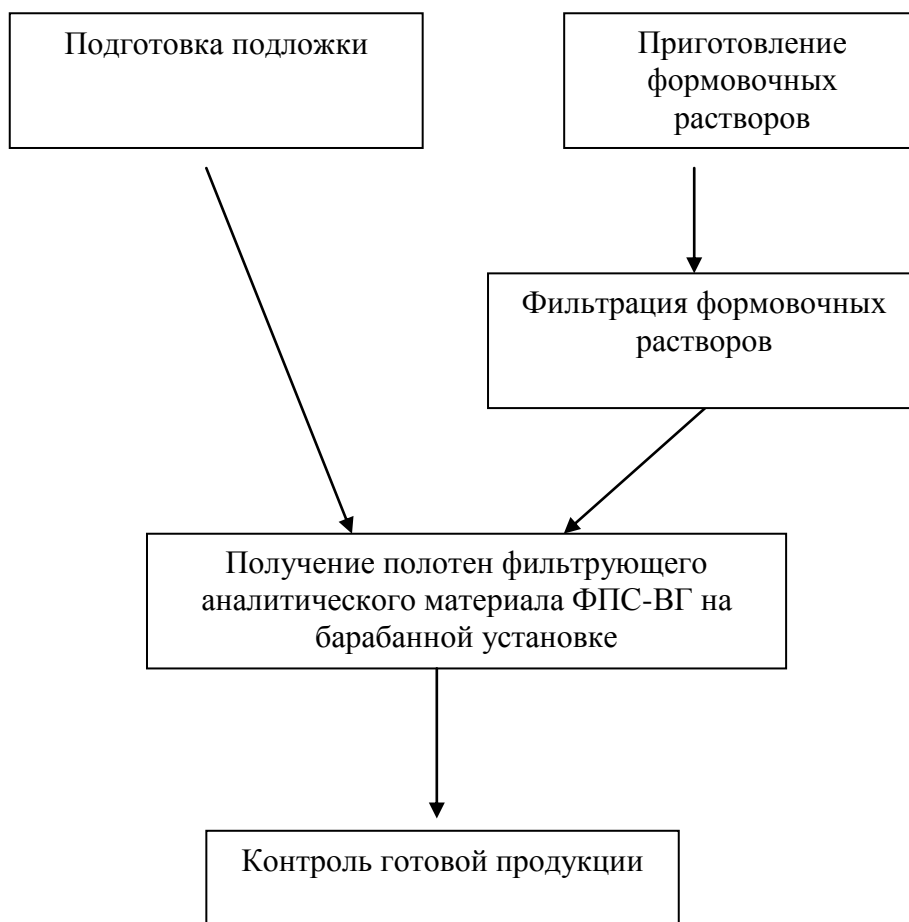 Подготовка подложки
Приготовление
формовочных
растворов
Фильтрация формовочных
растворов
Получение полотен фильтрующего
аналитического материала ФПС-ВГ на
барабанной установке
Контроль готовой продукции